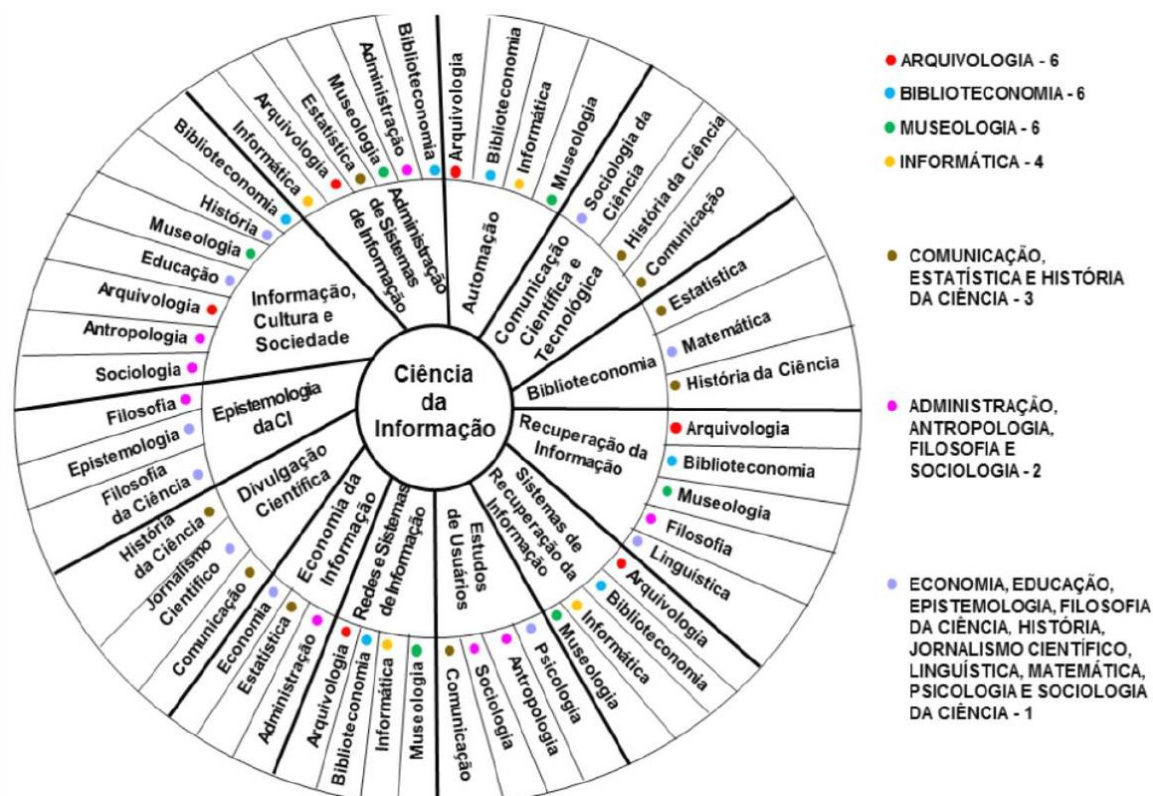 Ciência
da
Informação
Automação
Arquivologia
Biblioteconomia
Informática
Museologia
Comunicação
Científica e
Tecnológica
Sociologia da
Ciência
História da Ciência
Comunicação
Biblioteconomia
Estatística
Matemática
História da Ciência
Recuperação da
Informação
Arquivologia
Biblioteconomia
Museologia
Filosofia
Linguística
Sistemas de
Recuperação da
Informação
Arquivologia
Biblioteconomia
Informática
Museologia
Estudos
de Usuários
Psicologia
Antropologia
Sociologia
Comunicação
Redes e Sistemas
de Informação
Museologia
Informática
Biblioteconomia
Arquivologia
Economia da
Informação
Administração
Estatística
Economia
Divulgação
Científica
Comunicação
Jornalismo
Científico
História
da Ciência
Epistemologia
da CI
Filosofia
da Ciência
Epistemologia
Filosofia
Informação,
Cultura e
Sociedade
Sociologia
Antropologia
Arquivologia
Educação
Museologia
História
Biblioteconomia
Administração
de Sistemas
de Informação
Informática
Arquivologia
Estatística
Museologia
Administração
Biblioteconomia
ARQUIVOLOGIA - 6
BIBLIOTECONOMIA - 6
MUSEOLOGIA - 6
INFORMÁTICA - 4
COMUNICAÇÃO,
ESTATÍSTICA E HISTÓRIA
DA CIÊNCIA - 3
ADMINISTRAÇÃO,
ANTROPOLOGIA,
FILOSOFIA E
SOCIOLOGIA - 2
ECONOMIA, EDUCAÇÃO,
EPISTEMOLOGIA, FILOSOFIA
DA CIÊNCIA, HISTÓRIA,
JORNALISMO CIENTÍFICO,
LINGUÍSTICA, MATEMÁTICA,
PSICOLOGIA E SOCIOLOGIA
DA CIÊNCIA - 1